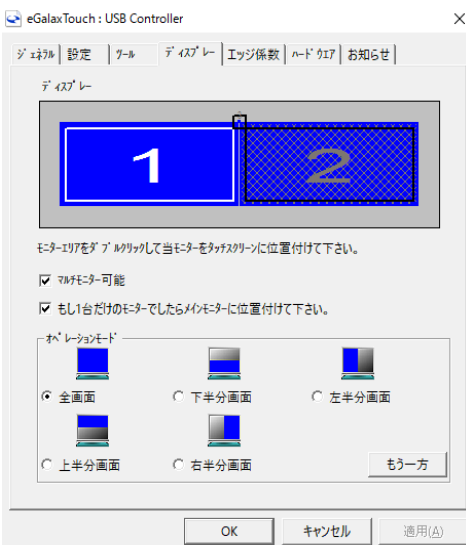 eGalaxTouch : USB Controller
ｼﾞｪﾈﾗﾙ 設定 ﾂｰﾙ ﾃﾞｨｽﾌﾟﾚｰ エッジ係数 ﾊｰﾄﾞｳｴｱ お知らせ
ﾃﾞｨｽﾌﾟﾚｰ
1 2
ﾓﾆﾀｰｴﾘｱをﾀﾞﾌﾞﾙｸﾘｯｸして当ﾓﾆﾀｰをﾀｯﾁｽｸﾘｰﾝに位置付けて下さい。
ﾏﾙﾁﾓﾆﾀｰ可能
もし1台だけのﾓﾆﾀｰでしたらﾒｲﾝﾓﾆﾀｰに位置付けて下さい。
ｵﾍﾟﾚｰｼｮﾝﾓｰﾄﾞ
全画面 下半分画面 左半分画面
上半分画面 右半分画面 もう一方
OK キャンセル 適用(A)